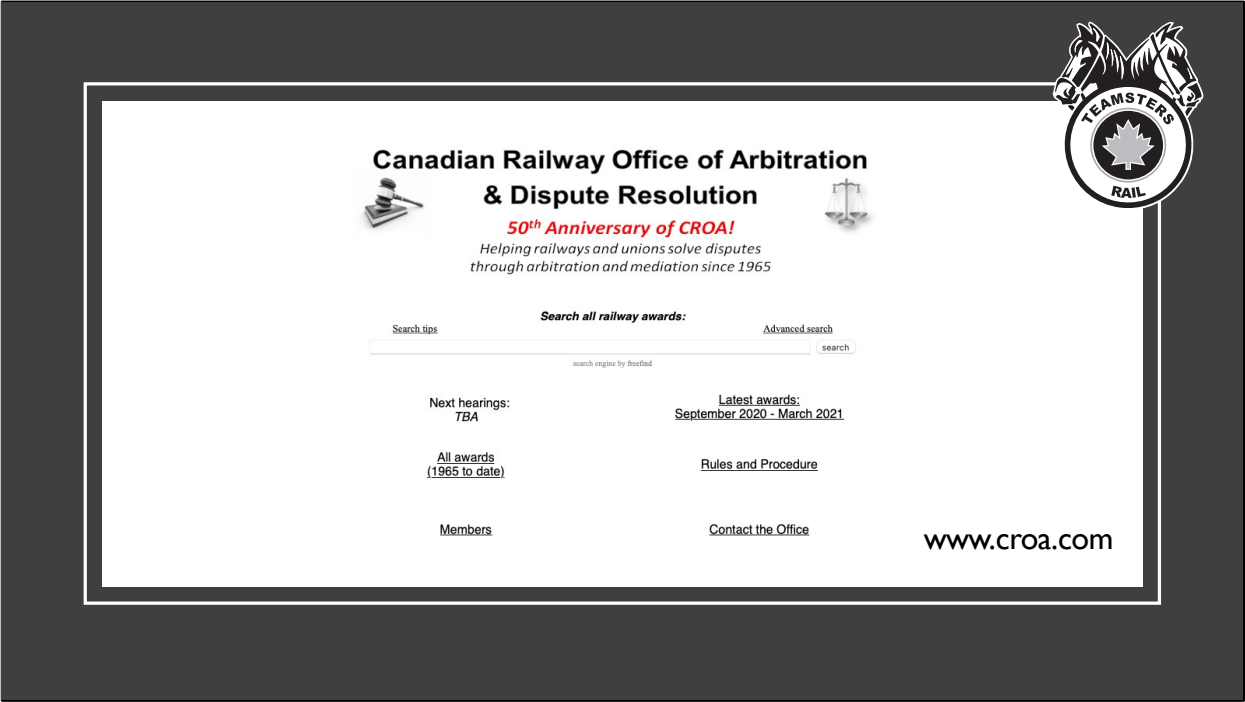 TEAMSTERS
RAIL
Canadian Railway Office of Arbitration
& Dispute Resolution
50th Anniversary of CROA!
Helping railways and unions solve disputes
through arbitration and mediation since 1965
Search all railway awards:
Search tips
Advanced search
search
search engine by freefind
Next hearings:
TBA
Latest awards:
September 2020 - March 2021
All awards
(1965 to date)
Rules and Procedure
Members
Contact the Office
www.croa.com